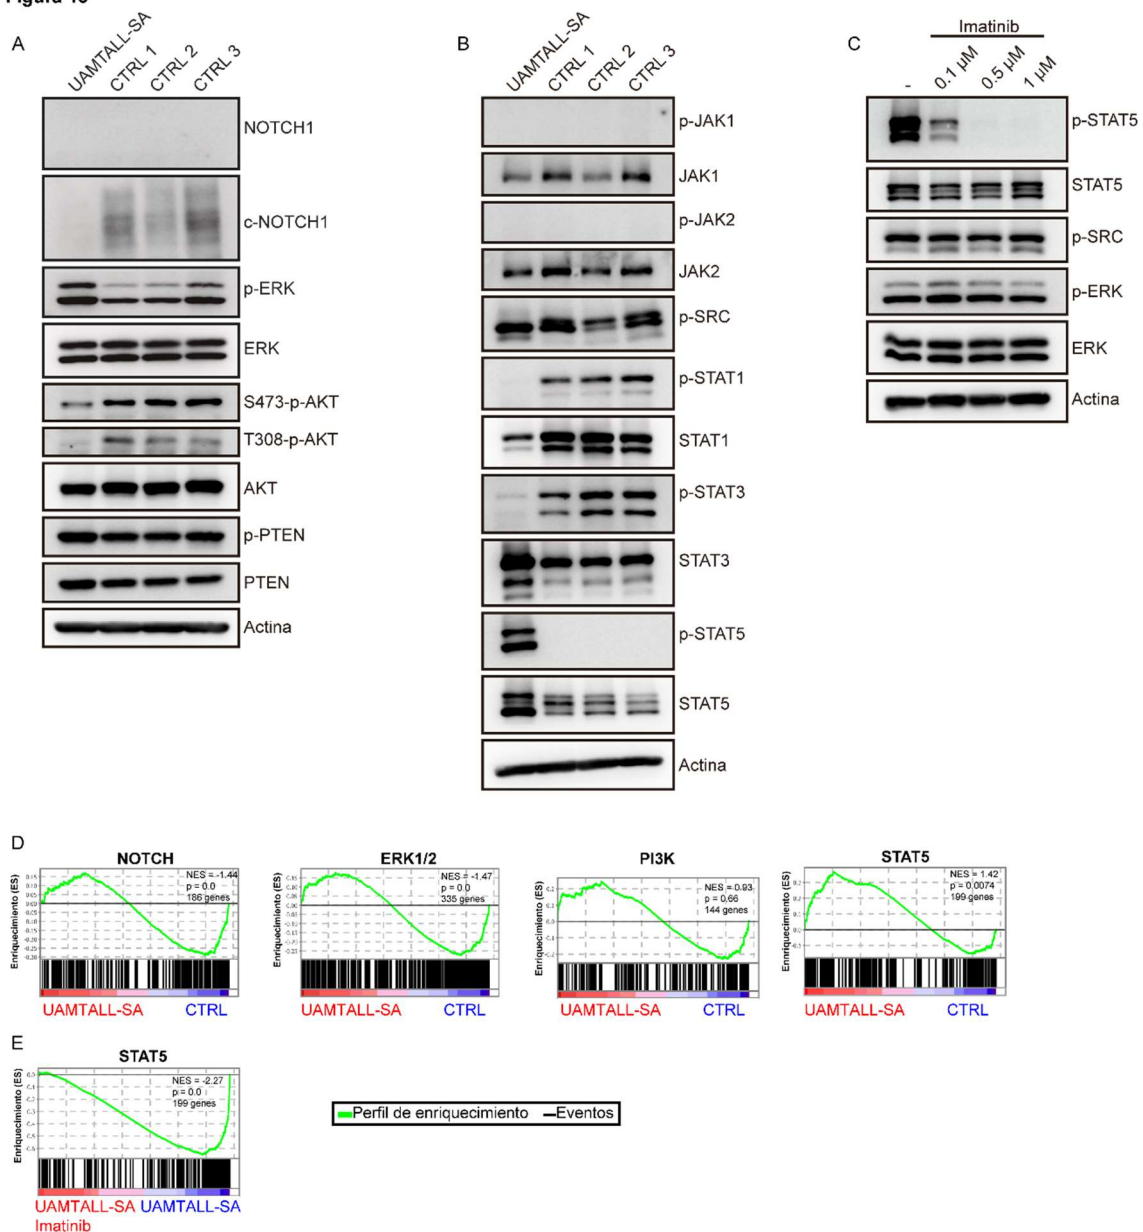 A
UAMTALL-SA
CTRL 1
CTRL 2
CTRL 3
NOTCH1
c-NOTCH1
p-ERK
ERK
S473-p-AKT
T308-p-AKT
AKT
p-PTEN
PTEN
Actina
B
UAMTALL-SA
CTRL 1
CTRL 2
CTRL 3
p-JAK1
JAK1
p-JAK2
JAK2
p-SRC
p-STAT1
STAT1
p-STAT3
STAT3
p-STAT5
STAT5
Actina
C
Imatinib
-
0.1 µM
0.5 µM
1 µM
p-STAT5
STAT5
p-SRC
p-ERK
ERK
Actina
D
NOTCH
Enriquecimiento (ES)
NES = -1.44
p = 0.0
186 genes
UAMTALL-SA CTRL
ERK1/2
Enriquecimiento (ES)
NES = -1.47
p = 0.0
335 genes
UAMTALL-SA CTRL
PI3K
Enriquecimiento (ES)
NES = 0.93
p = 0.66
144 genes
UAMTALL-SA CTRL
STAT5
NES = 1.42
p = 0.0074
199 genes
UAMTALL-SA CTRL
E
STAT5
Enriquecimiento (ES)
NES = -2.27
p = 0.0
199 genes
UAMTALL-SA UAMTALL-SA
Imatinib
Perfil de enriquecimiento Eventos